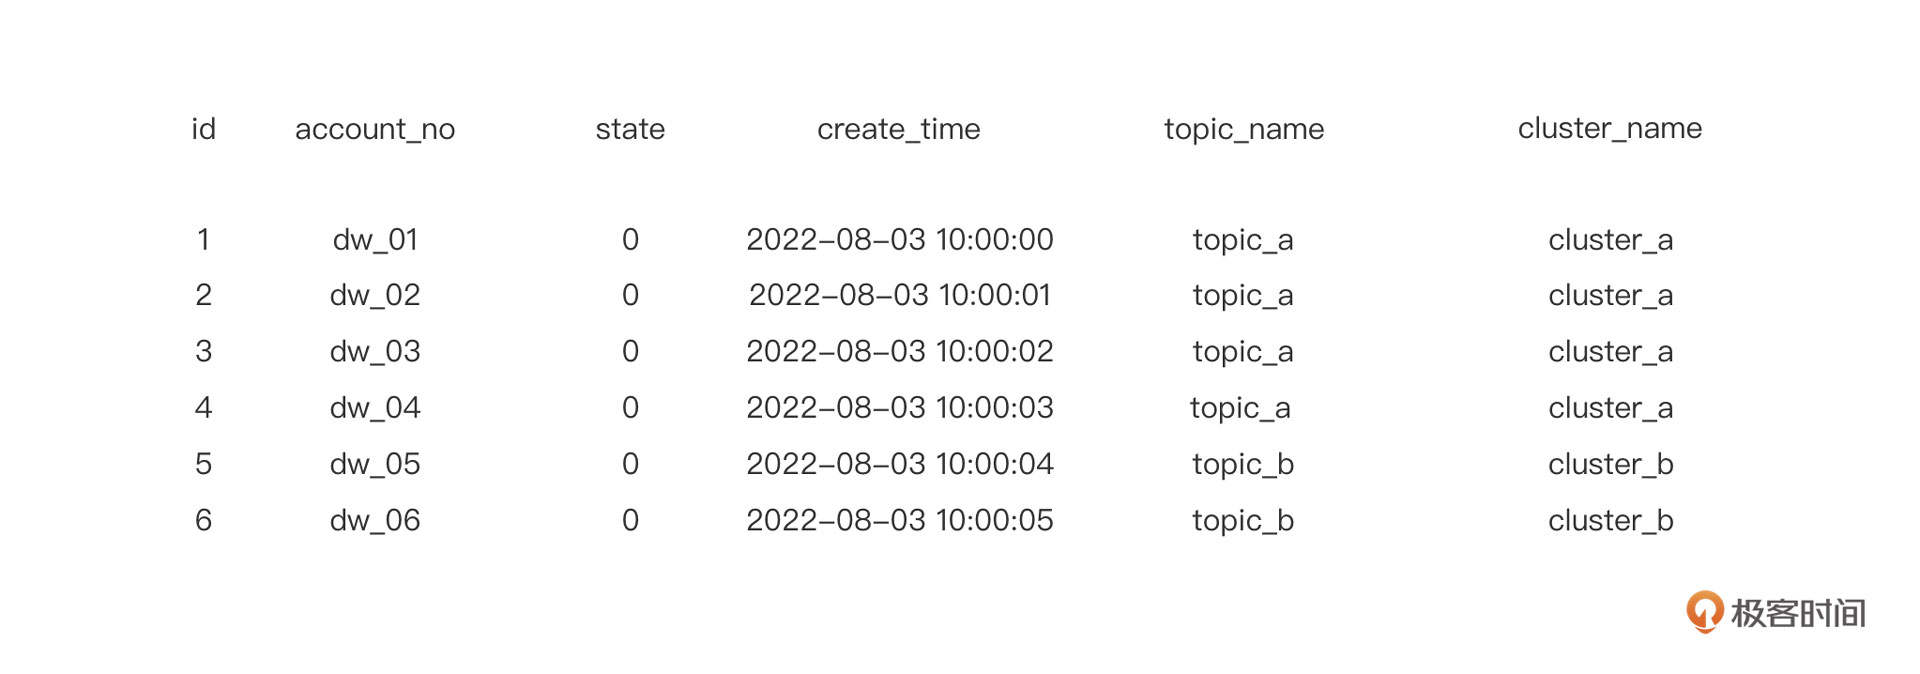 id account_no state create_time topic_name cluster_name
1 dw_01 0 2022-08-03 10:00:00 topic_a cluster_a
2 dw_02 0 2022-08-03 10:00:01 topic_a cluster_a
3 dw_03 0 2022-08-03 10:00:02 topic_a cluster_a
4 dw_04 0 2022-08-03 10:00:03 topic_a cluster_a
5 dw_05 0 2022-08-03 10:00:04 topic_b cluster_b
6 dw_06 0 2022-08-03 10:00:05 topic_b cluster_b
极客时间